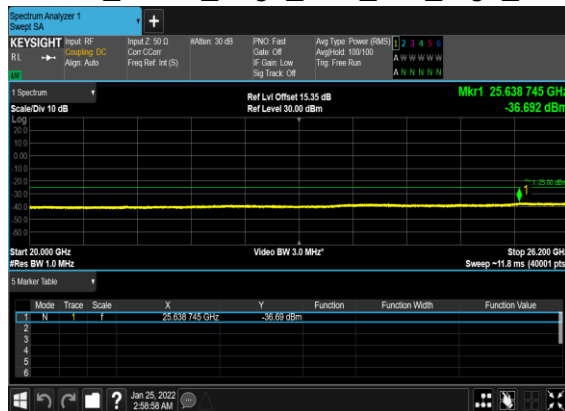 Spectrum Analyzer 1
Swept SA
+
KEYSIGHT Input: RF Input Z: 50 Ω #Atten: 30 dB PNO: Fast Avg Type: Power (RMS) 1 2 3 4 5 6
RL Coupling: DC Corr CCorr Gate: Off Avg|Hold: 100/100 A W W W W W
Align: Auto Freq Ref: Int (S) IF Gain: Low Trig: Free Run
LW Sig Track: Off A N N N N N
1 Spectrum Ref Lvl Offset 15.35 dB Mkr1 25.638 745 GHz
Scale/Div 10 dB Ref Level 30.00 dBm -36.692 dBm
Log
20.0
10.0
0.00
-10.0
-20.0
-25.00 dBm
-30.0
1
-40.0
-50.0
-60.0
Start 20.000 GHz Video BW 3.0 MHz* Stop 26.200 GHz
#Res BW 1.0 MHz Sweep ~11.8 ms (40001 pts)
5 Marker Table
Mode Trace Scale X Y Function Function Width Function Value
1 N 1 f 25.638 745 GHz -36.69 dBm
2
3
4
5
6
? Jan 25, 2022
2:58:58 AM